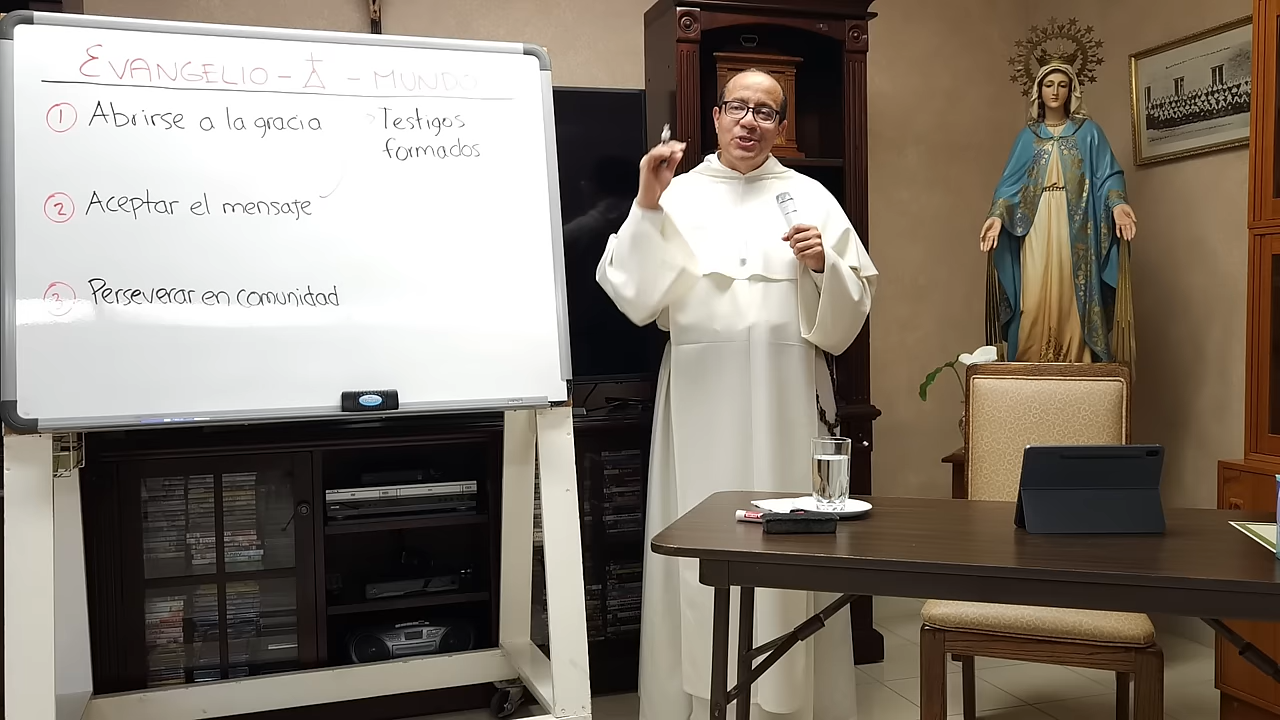 EVANGELIO - - MUNDO
1 Abrirse a la gracia
Testigos
formados
2 Aceptar el mensaje
3 Perseverar en comunidad